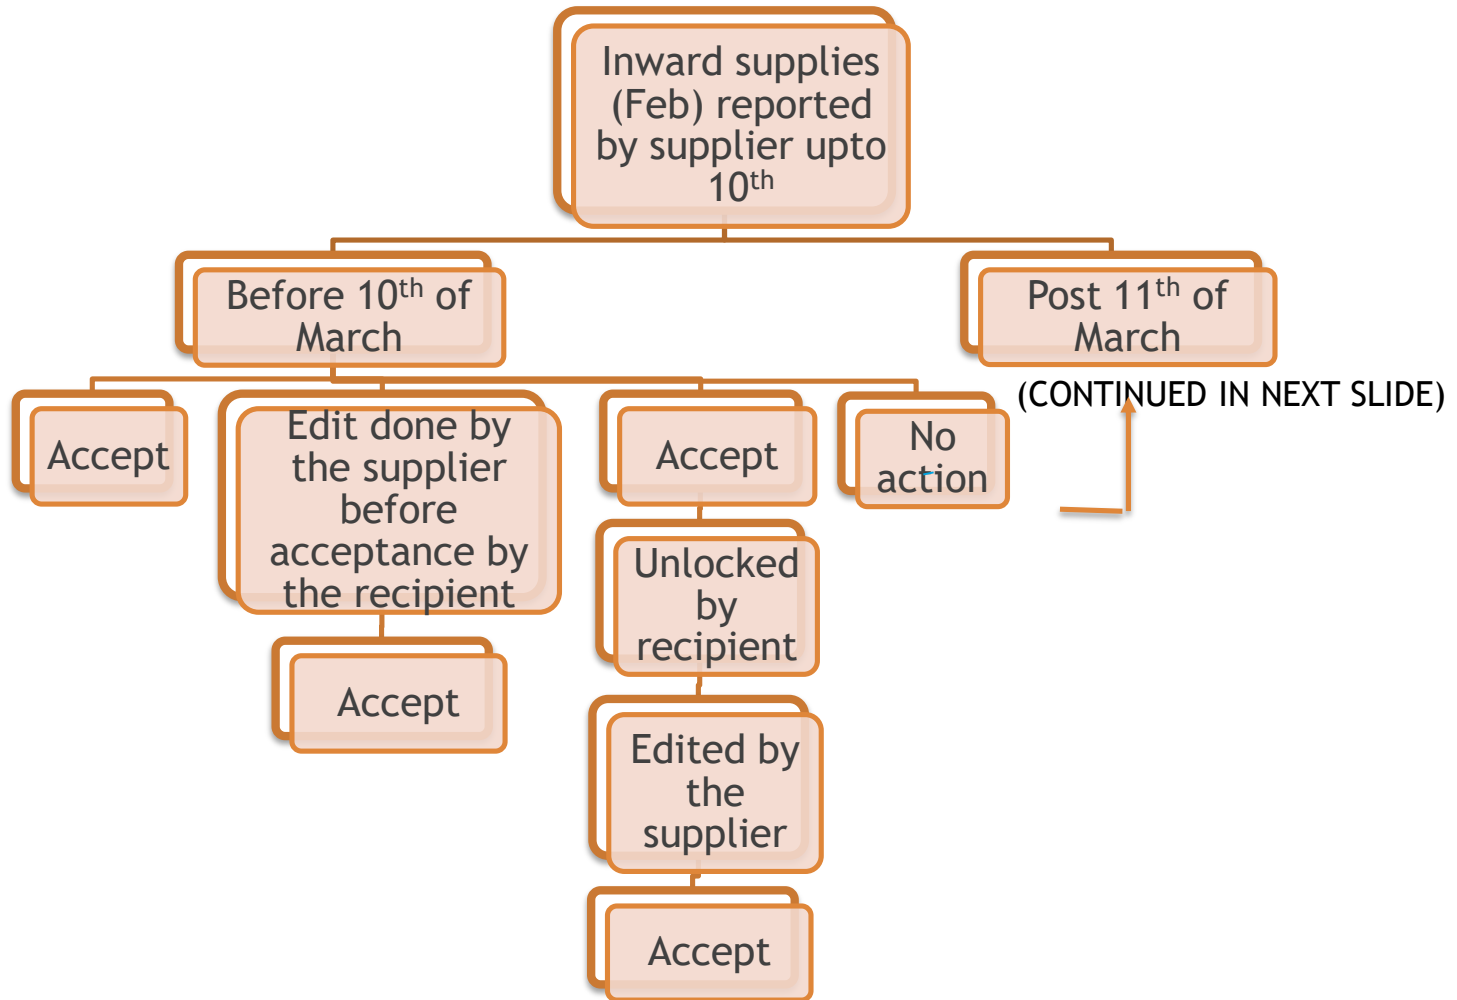 Inward supplies
(Feb) reported
by supplier upto
10th
Before 10th of
March
Post 11th of
March
(CONTINUED IN NEXT SLIDE)
Accept
Edit done by
the supplier
before
acceptance by
the recipient
Accept
Accept
Unlocked
by
recipient
Edited by
the
supplier
Accept
No
action